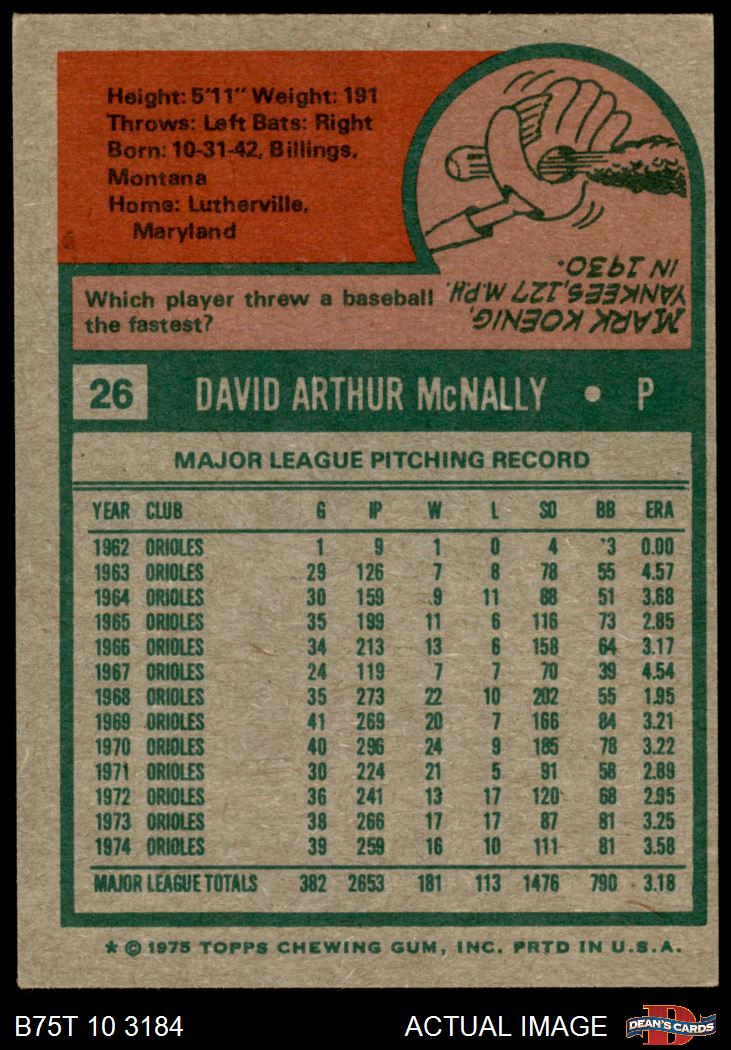 Height: 5'11" Weight: 191
Throws: Left Bats: Right
Born: 10-31-42, Billings,
Montana
Home: Lutherville,
Maryland
Which player threw a baseball
the fastest?
MARK KOENIG,
YANKEES, 127 M.P.H.
IN 1930.
26 DAVID ARTHUR McNALLY • P
MAJOR LEAGUE PITCHING RECORD
YEAR CLUB G IP W L SO BB ERA
1962 ORIOLES 1 9 1 0 4 3 0.00
1963 ORIOLES 29 126 7 8 78 55 4.57
1964 ORIOLES 30 159 9 11 88 51 3.68
1965 ORIOLES 35 199 11 6 116 73 2.85
1966 ORIOLES 34 213 13 6 158 64 3.17
1967 ORIOLES 24 119 7 7 70 39 4.54
1968 ORIOLES 35 273 22 10 202 55 1.95
1969 ORIOLES 41 269 20 7 166 84 3.21
1970 ORIOLES 40 296 24 9 185 78 3.22
1971 ORIOLES 30 224 21 5 91 58 2.89
1972 ORIOLES 36 241 13 17 120 68 2.95
1973 ORIOLES 38 266 17 17 87 81 3.25
1974 ORIOLES 39 259 16 10 111 81 3.58
MAJOR LEAGUE TOTALS 382 2653 181 113 1476 790 3.18
* © 1975 TOPPS CHEWING GUM, INC. PRTD IN U.S.A.
B75T 10 3184 ACTUAL IMAGE
D
DEAN'S CARDS